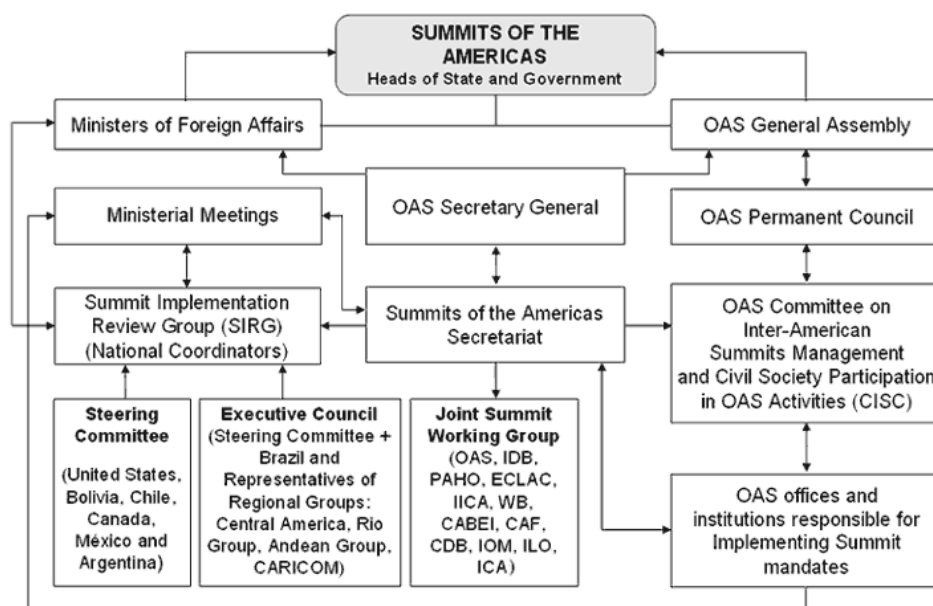 SUMMITS OF THE
AMERICAS
Heads of State and Government
Ministers of Foreign Affairs
OAS General Assembly
Ministerial Meetings
OAS Secretary General
OAS Permanent Council
Summit Implementation
Review Group (SIRG)
(National Coordinators)
Summits of the Americas
Secretariat
OAS Committee on
Inter-American
Summits Management
and Civil Society Participation
in OAS Activities (CISC)
Steering
Committee
(United States,
Bolivia, Chile,
Canada,
México and
Argentina)
Executive Council
(Steering Committee +
Brazil and
Representatives of
Regional Groups:
Central America, Rio
Group, Andean Group,
CARICOM)
Joint Summit
Working Group
(OAS, IDB,
PAHO, ECLAC,
IICA, WB,
CABEI, CAF,
CDB, IOM, ILO,
ICA)
OAS offices and
institutions responsible for
Implementing Summit
mandates